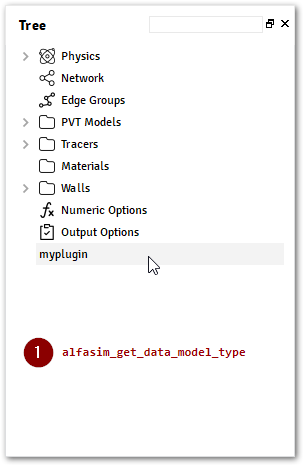 Tree
Physics
Network
Edge Groups
PVT Models
Tracers
Materials
Walls
Numeric Options
Output Options
myplugin
1 alfasim_get_data_model_type